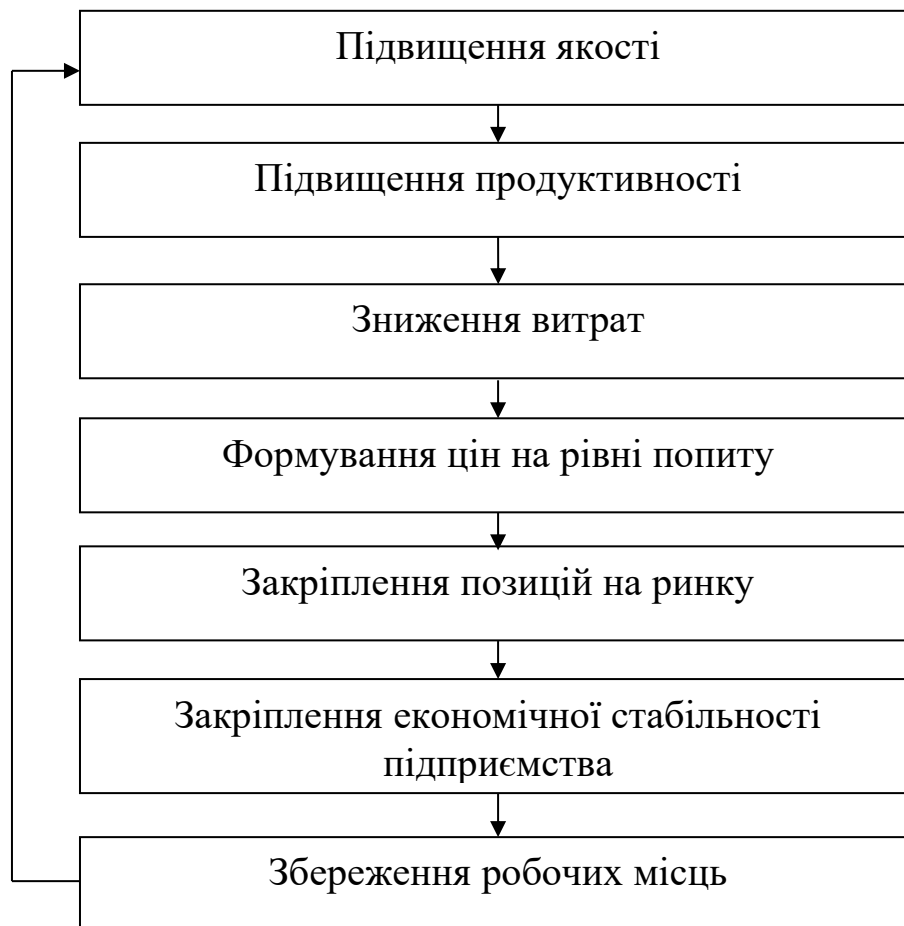 Підвищення якості
Підвищення продуктивності
Зниження витрат
Формування цін на рівні попиту
Закріплення позицій на ринку
Закріплення економічної стабільності
підприємства
Збереження робочих місць